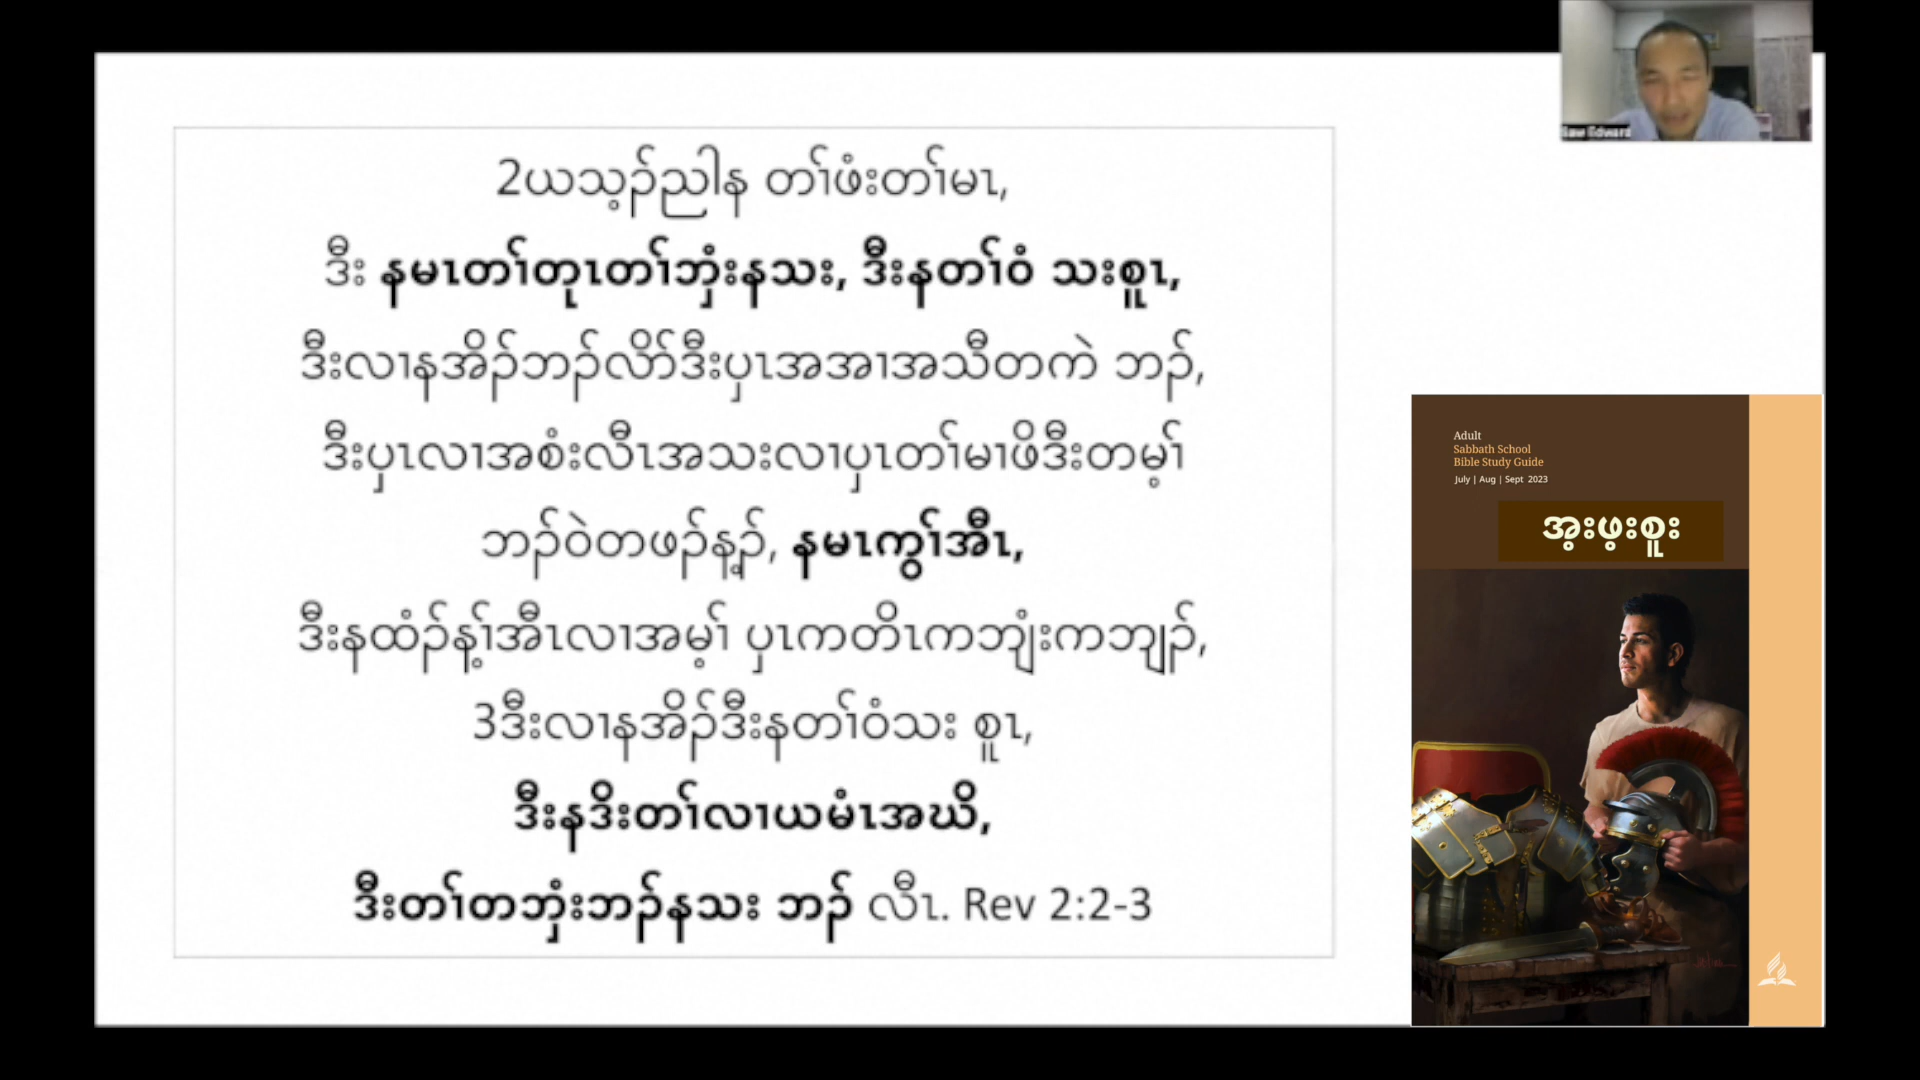 2ယသ့ၣ်ညါန တၢ်ဖံးတၢ်မၤ,
ဒီး နမၤတၢ်တုၤတၢ်ဘှံးနသး, ဒီးနတၢ်ဝံ သးစူၤ,
ဒီးလၢနအိၣ်ဘၣ်လိာ်ဒီးပှၤအအၢအသီတကဲ ဘၣ်,
ဒီးပှၤလၢအစံးလီၤအသးလၢပှၤတၢ်မၢဖိဒီးတမ့ၢ်
ဘၣ်ဝဲတဖၣ်န့ၣ်, နမၤကွၢ်အီၤ,
ဒီးနထံၣ်န့ၢ်အီၤလၢအမ့ၢ် ပှၤကတိၤကဘျံးကဘျၣ်,
3ဒီးလၢနအိၣ်ဒီးနတၢ်ဝံသး စူၤ,
ဒီးနဒိးတၢ်လၢယမံၤအဃိ,
ဒီးတၢ်တဘှံးဘၣ်နသး ဘၣ် လီၤ. Rev 2:2-3
Saw Edward
Adult
Sabbath School
Bible Study Guide
July | Aug | Sept 2023
အ့းဖ့းစူး